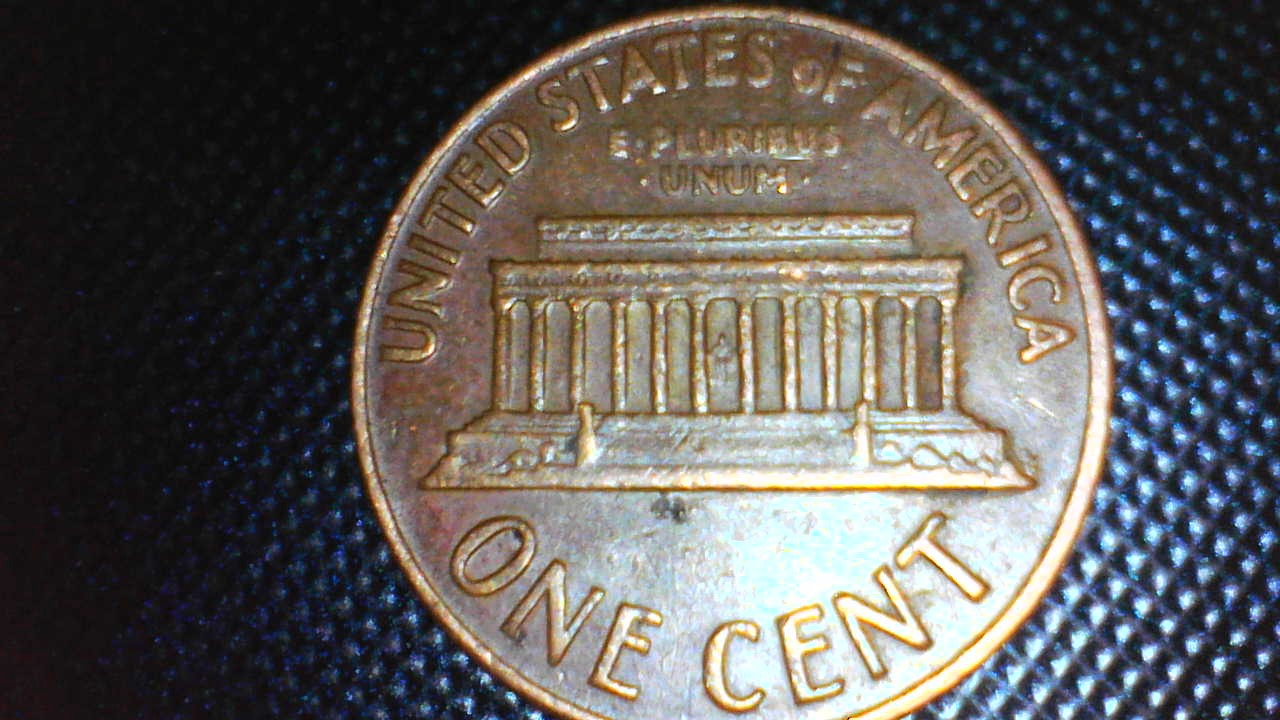 UNITED STATES OF AMERICA
E·PLURIBUS
·UNUM·
ONE CENT